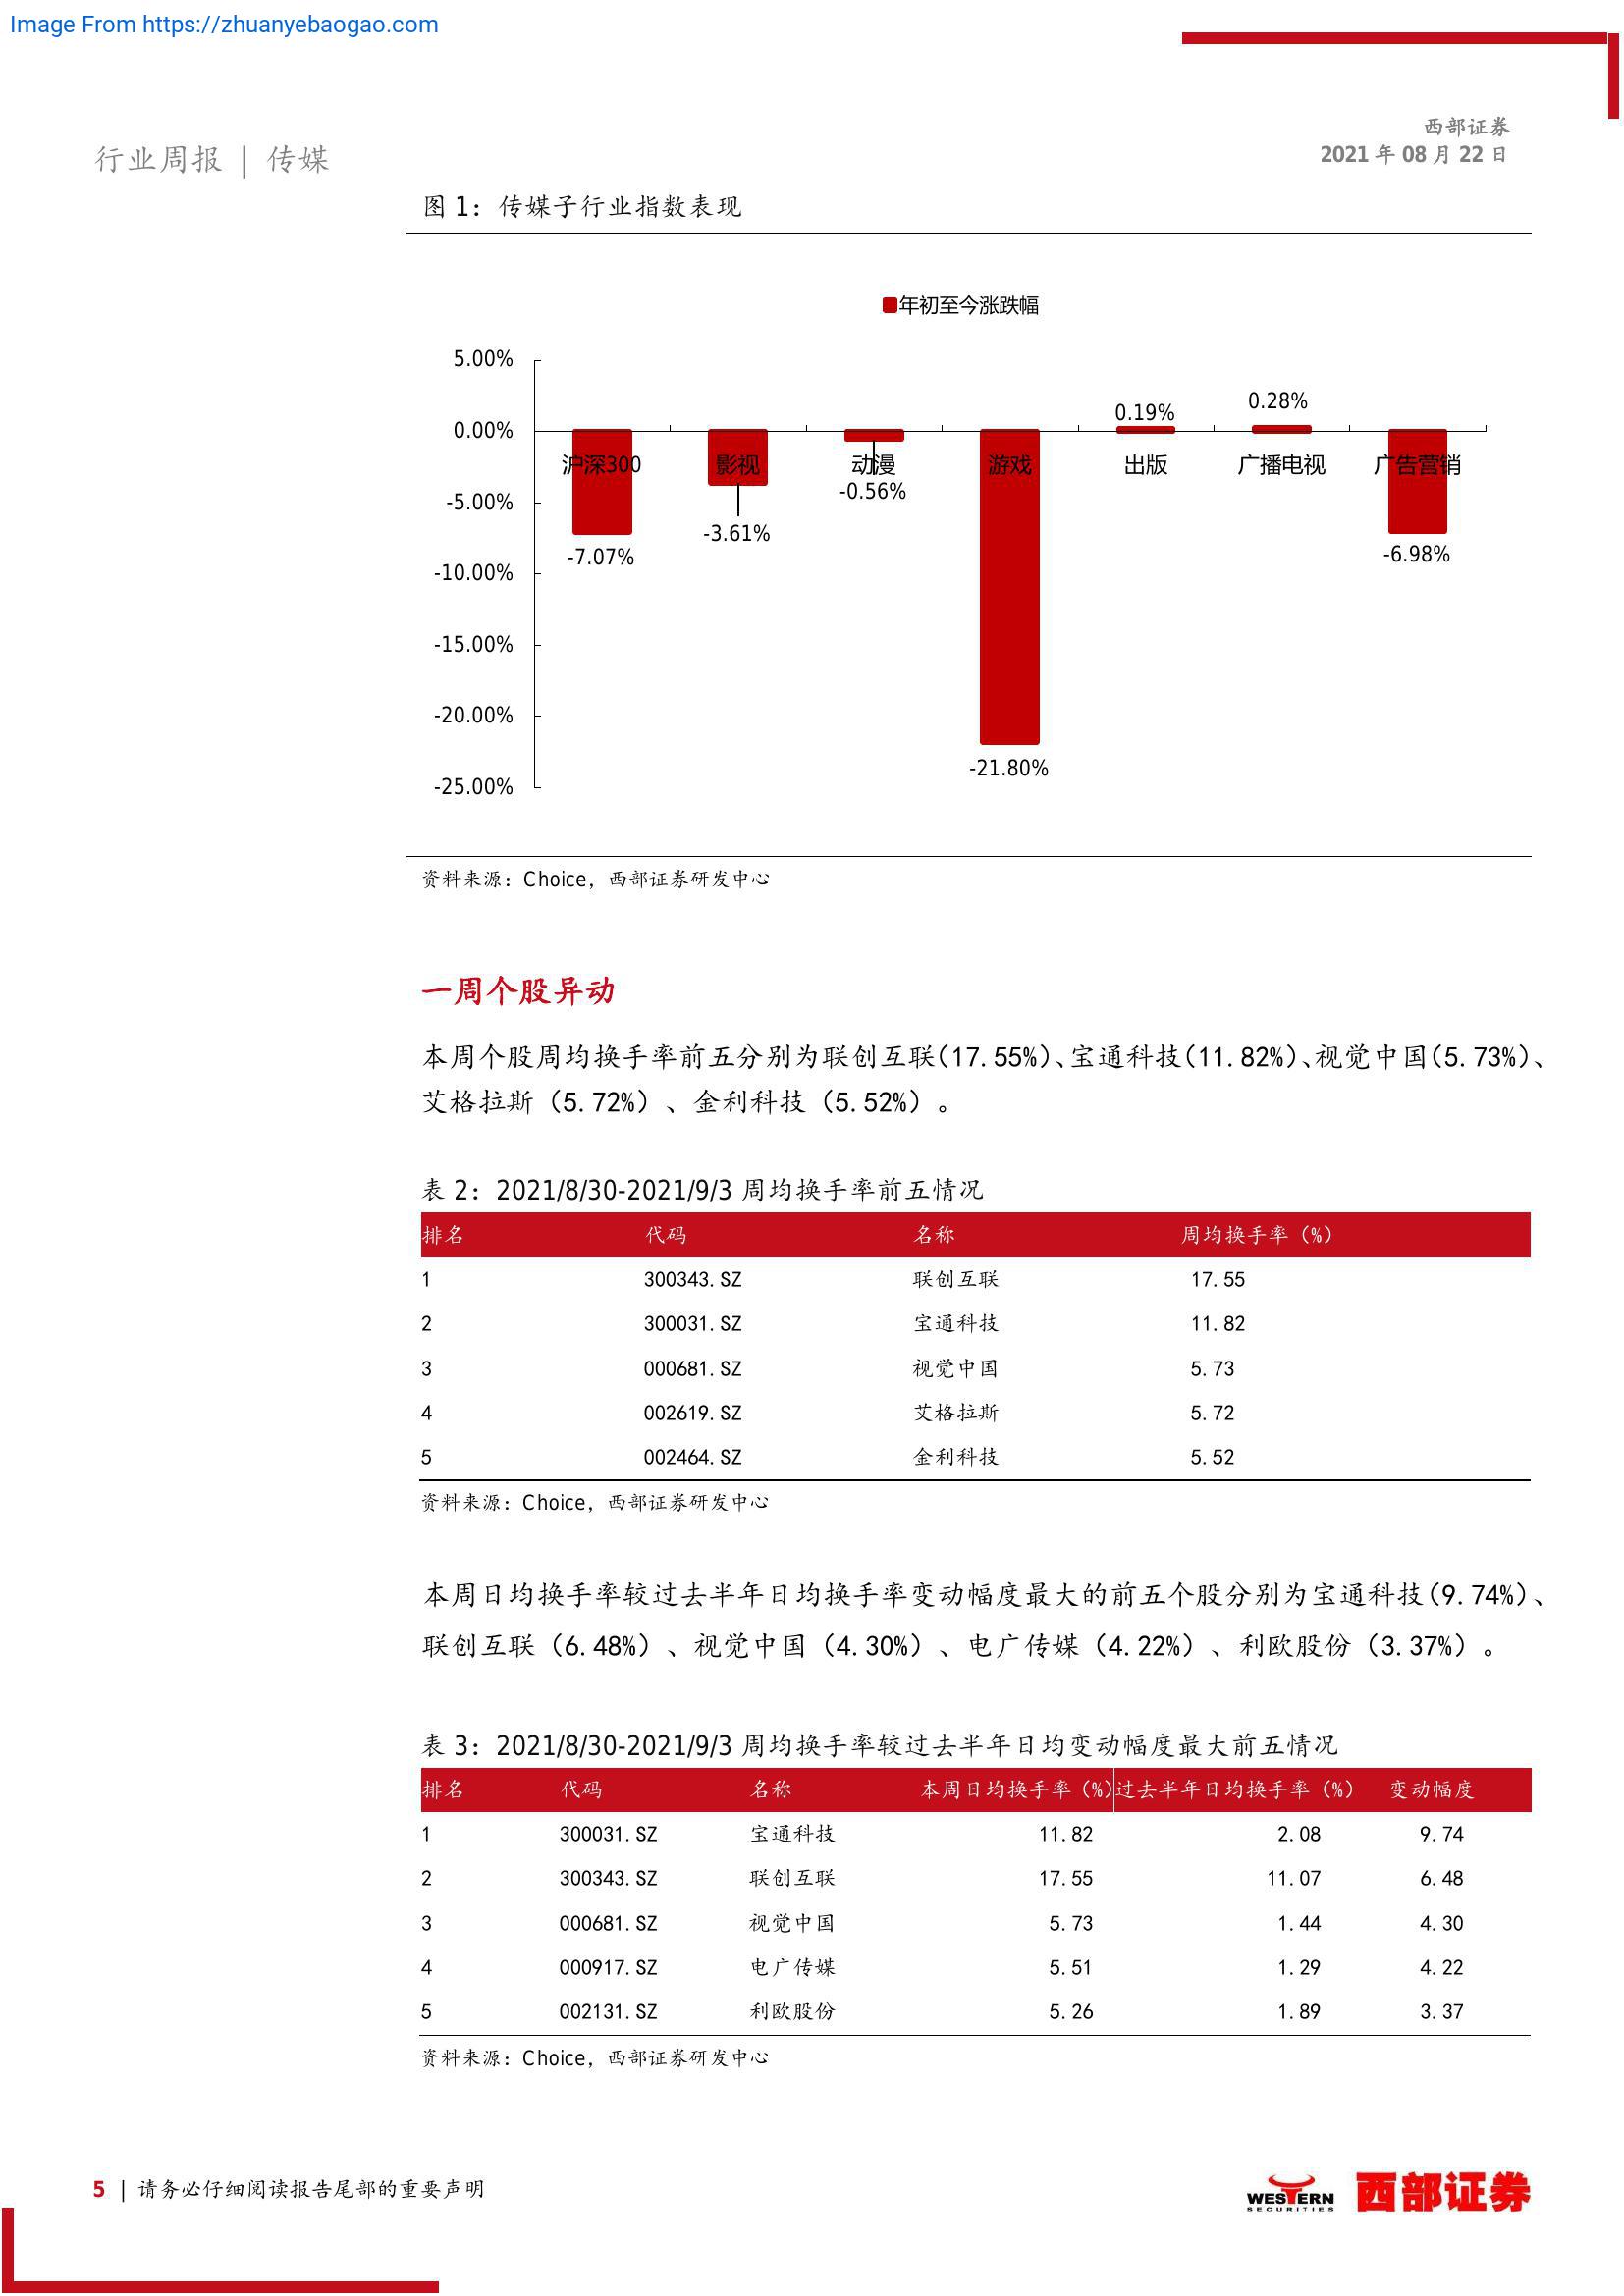 Image From https://zhuanyebaogao.com
西部证券
2021 年 08 月 22 日
行业周报 | 传媒
图 1：传媒子行业指数表现
年初至今涨跌幅
5.00%
0.00%
-5.00%
-10.00%
-15.00%
-20.00%
-25.00%
0.19%
0.28%
沪深300 影视 动漫 游戏 出版 广播电视 广告营销
-0.56%
-3.61%
-7.07%
-6.98%
-21.80%
资料来源：Choice，西部证券研发中心
一周个股异动
本周个股周均换手率前五分别为联创互联(17.55%)、宝通科技(11.82%)、视觉中国(5.73%)、
艾格拉斯（5.72%）、金利科技（5.52%）。
表 2：2021/8/30-2021/9/3 周均换手率前五情况
排名 代码 名称 周均换手率（%）
1 300343.SZ 联创互联 17.55
2 300031.SZ 宝通科技 11.82
3 000681.SZ 视觉中国 5.73
4 002619.SZ 艾格拉斯 5.72
5 002464.SZ 金利科技 5.52
资料来源：Choice，西部证券研发中心
本周日均换手率较过去半年日均换手率变动幅度最大的前五个股分别为宝通科技(9.74%)、
联创互联（6.48%）、视觉中国（4.30%）、电广传媒（4.22%）、利欧股份（3.37%）。
表 3：2021/8/30-2021/9/3 周均换手率较过去半年日均变动幅度最大前五情况
排名 代码 名称 本周日均换手率（%） 过去半年日均换手率（%） 变动幅度
1 300031.SZ 宝通科技 11.82 2.08 9.74
2 300343.SZ 联创互联 17.55 11.07 6.48
3 000681.SZ 视觉中国 5.73 1.44 4.30
4 000917.SZ 电广传媒 5.51 1.29 4.22
5 002131.SZ 利欧股份 5.26 1.89 3.37
资料来源：Choice，西部证券研发中心
5 | 请务必仔细阅读报告尾部的重要声明
WESTERN
SECURITIES
西部证券